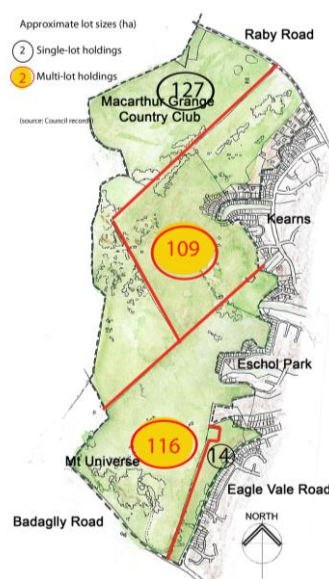 Approximate lot sizes (ha)
2 Single-lot holdings
2 Multi-lot holdings
(source: Council records)
Raby Road
127
Macarthur Grange
Country Club
Kearns
109
Eschol Park
116
14
Mt Universe
Eagle Vale Road
Badaglly Road
NORTH